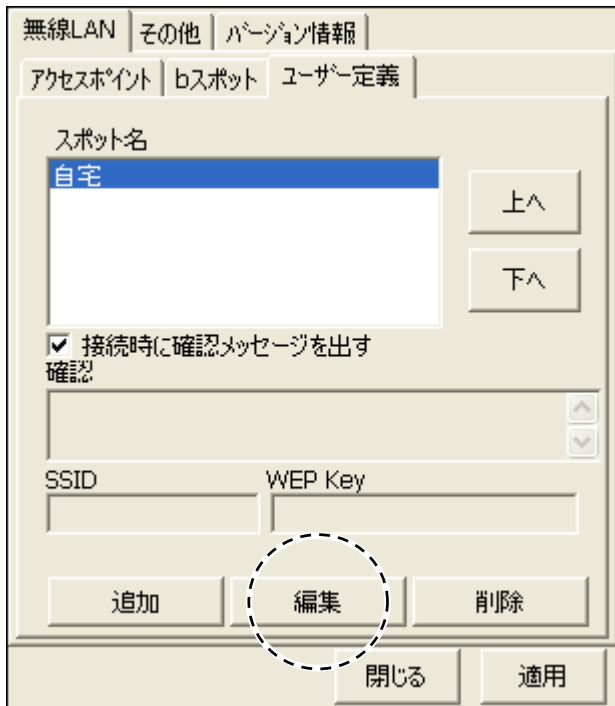 無線LAN その他 バージョン情報
アクセスポイント bスポット ユーザー定義
スポット名
自宅
上へ
下へ
接続時に確認メッセージを出す
確認
SSID WEP Key
追加 編集 削除
閉じる 適用